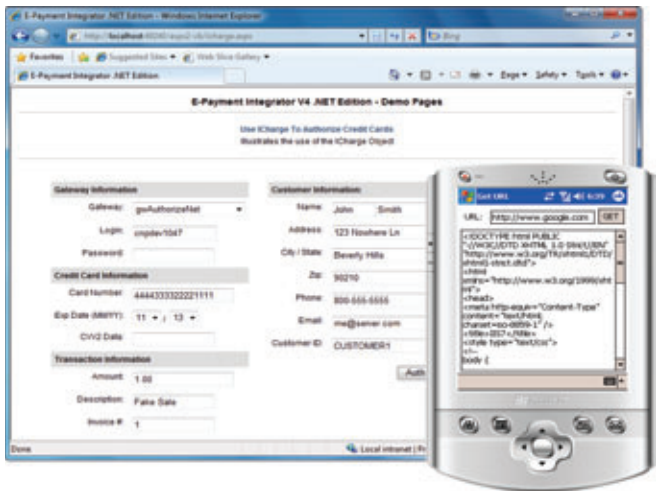 E-Payment Integrator .NET Edition - Windows Internet Explorer
Bing
Favorites Suggested Sites Web Slice Gallery
E-Payment Integrator .NET Edition
Page Safety Tools
E-Payment Integrator V4 .NET Edition - Demo Pages
Use ICharge To Authorize Credit Cards
Illustrates the use of the ICharge Object
Gateway Information
Gateway: gwAuthorizeNet
Login: cnpdev1047
Password:
Credit Card Information
Card Number: 4444333322221111
Exp Date (MM/YY): 11 / 13
CVV2 Data:
Transaction Information
Amount: 1.00
Description: Fake Sale
Invoice #: 1
Customer Information
Name: John Smith
Address: 123 Nowhere Ln
City / State: Beverly Hills
Zip: 90210
Phone: 800-555-5555
Email:
Customer ID: CUSTOMER1
Auth
Done
Local intranet
Get URL
6:09
URL: http://www.google.com GET
<!DOCTYPE html PUBLIC
"-//W3C//DTD XHTML 1.0 Strict//EN"
"http://www.w3.org/TR/xhtml1/DTD/
xhtml1-strict.dtd">
<html
xmlns="http://www.w3.org/1999/xht
ml">
<head>
<meta http-equiv="Content-Type"
content="text/html;
charset=iso-8859-1" />
<title>IIS7</title>
<style type="text/css">
<!--
body {